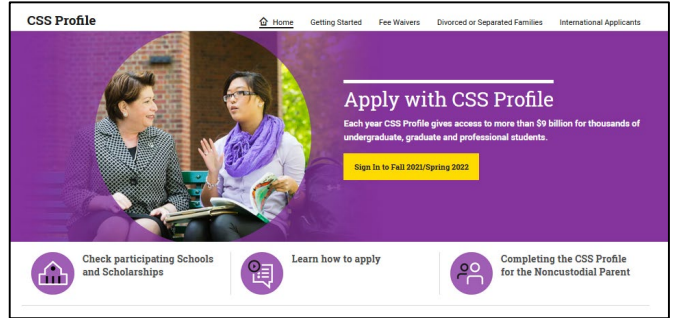 CSS Profile
Home Getting Started Fee Waivers Divorced or Separated Families International Applicants
Apply with CSS Profile
Each year CSS Profile gives access to more than $9 billion for thousands of
undergraduate, graduate and professional students.
Sign In to Fall 2021/Spring 2022
Check participating Schools
and Scholarships
Learn how to apply
Completing the CSS Profile
for the Noncustodial Parent